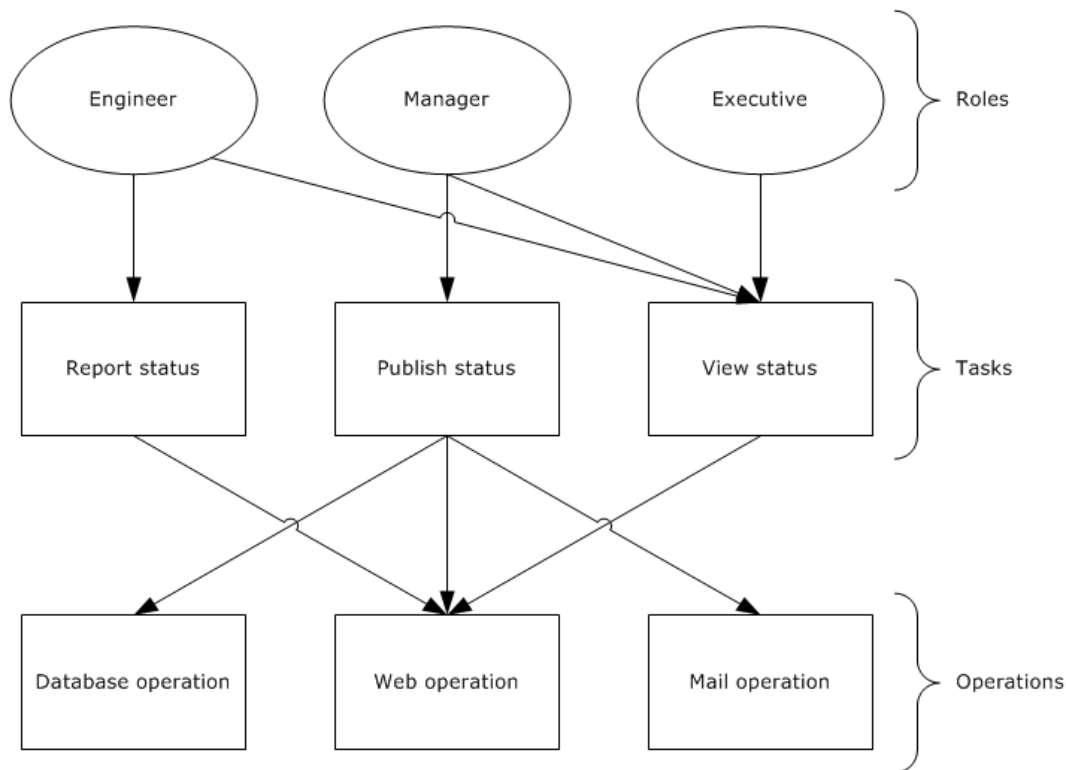 Engineer
Manager
Executive
Roles
Report status
Publish status
View status
Tasks
Database operation
Web operation
Mail operation
Operations